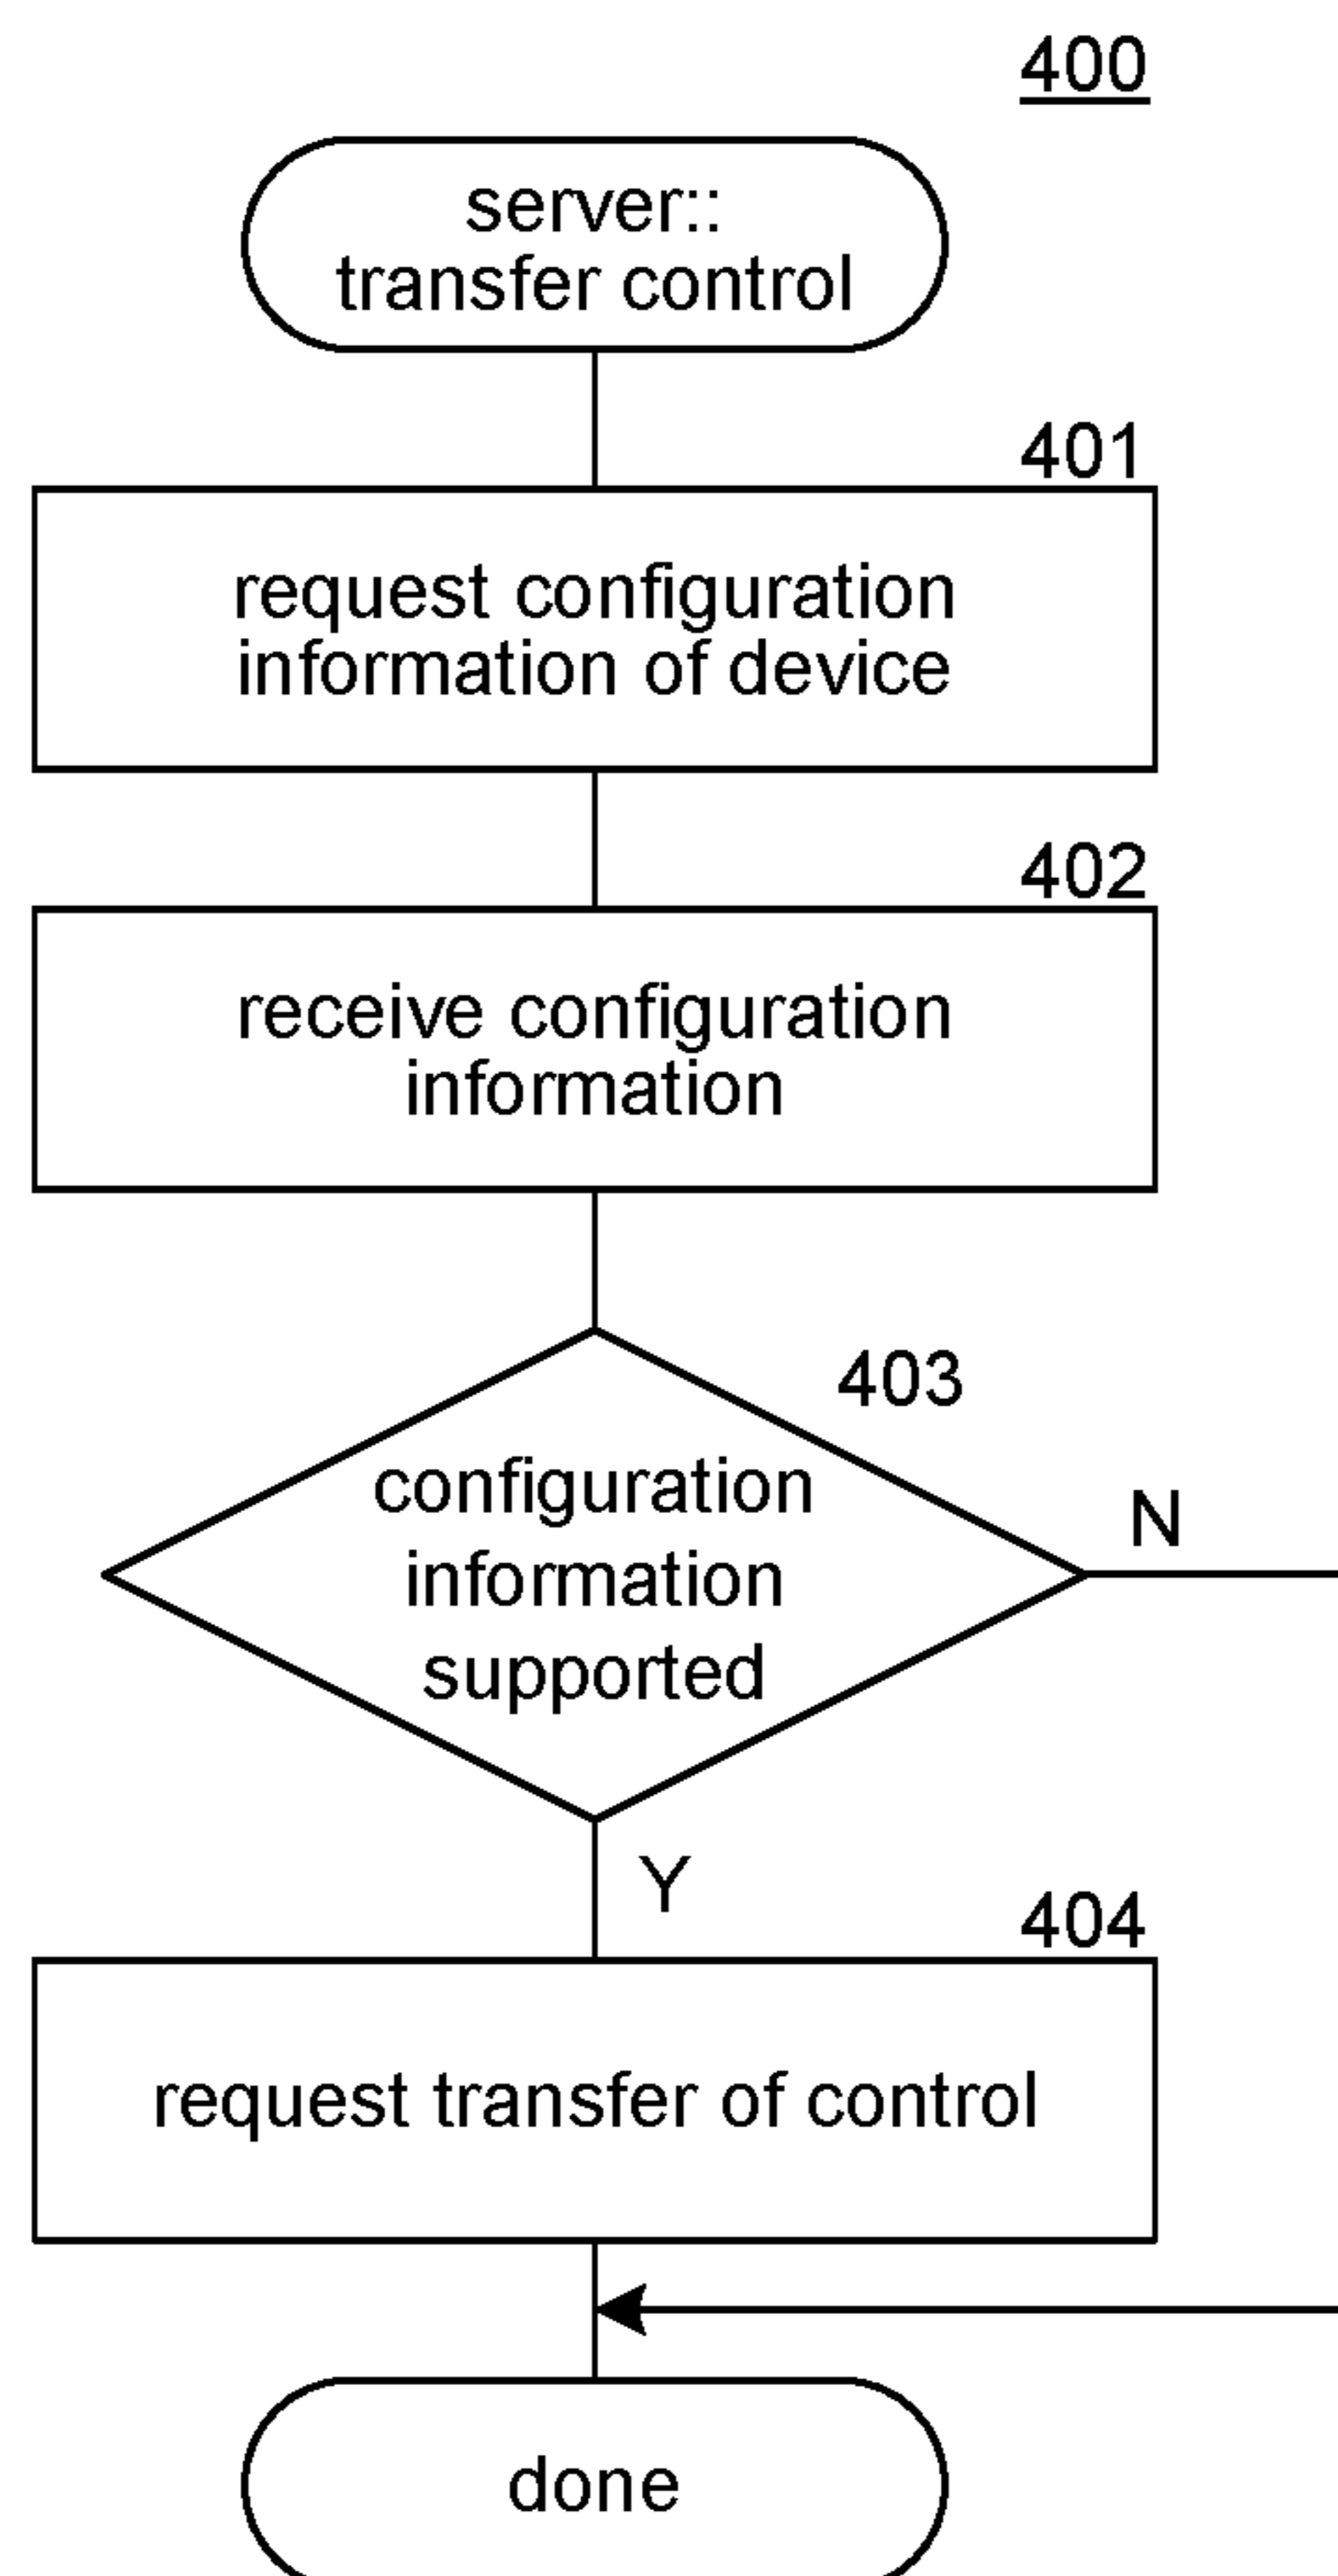 400
server::
transfer control
401
request configuration
information of device
402
receive configuration
information
403
configuration
information
supported
N
Y
404
request transfer of control
done